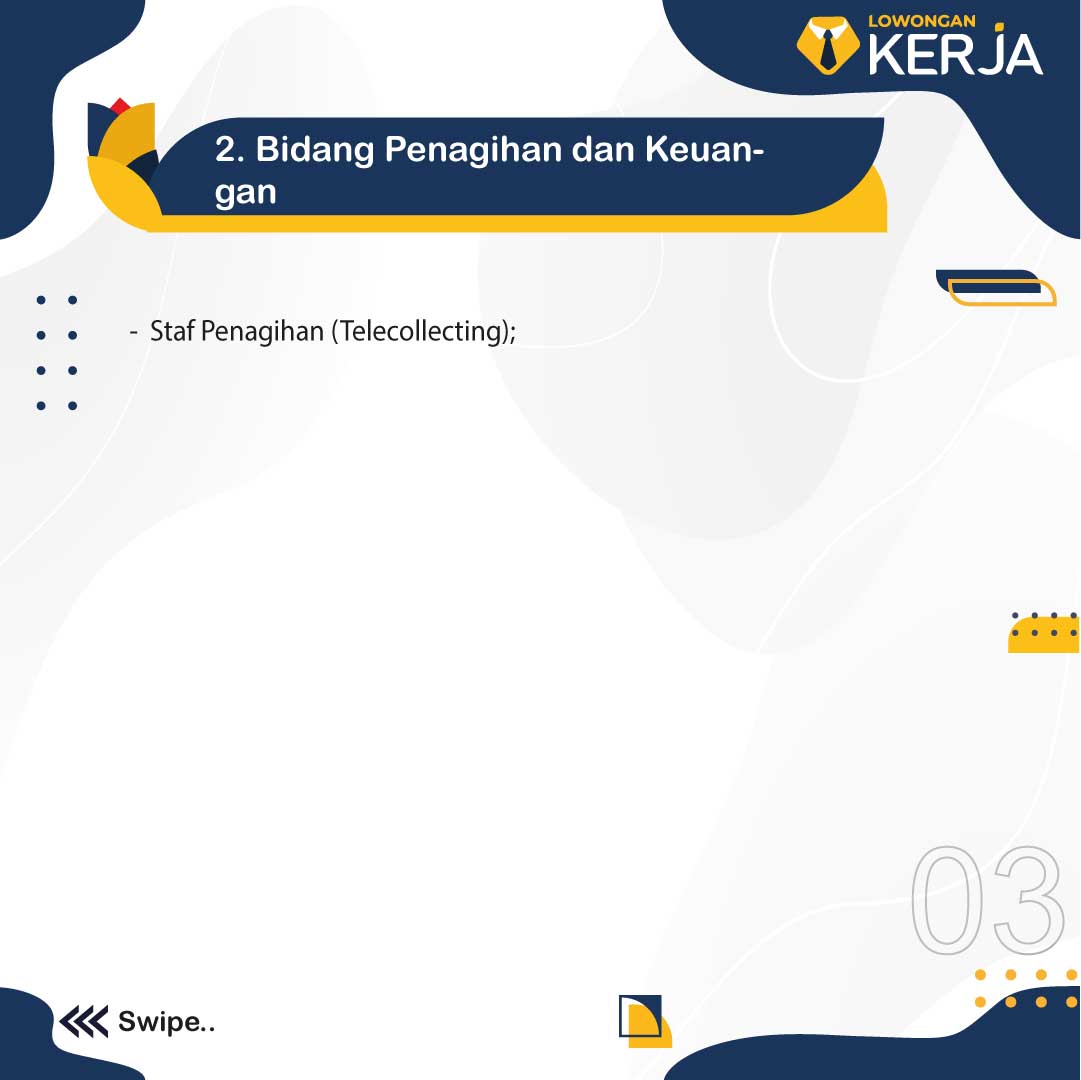 LOWONGAN
KERJA
2. Bidang Penagihan dan Keuan-
gan
- Staf Penagihan (Telecollecting);
03
Swipe..